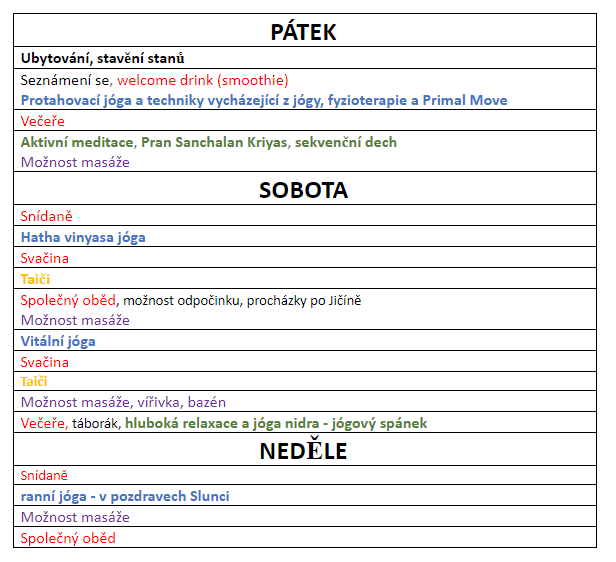 PÁTEK
Ubytování, stavění stanů
Seznámení se, welcome drink (smoothie)
Protahovací jóga a techniky vycházející z jógy, fyzioterapie a Primal Move
Večeře
Aktivní meditace, Pran Sanchalan Kriyas, sekvenční dech
Možnost masáže
SOBOTA
Snídaně
Hatha vinyasa jóga
Svačina
Taiči
Společný oběd, možnost odpočinku, procházky po Jičíně
Možnost masáže
Vitální jóga
Svačina
Taiči
Možnost masáže, vířivka, bazén
Večeře, táborák, hluboká relaxace a jóga nidra - jógový spánek
NEDĚLE
Snídaně
ranní jóga - v pozdravech Slunci
Možnost masáže
Společný oběd